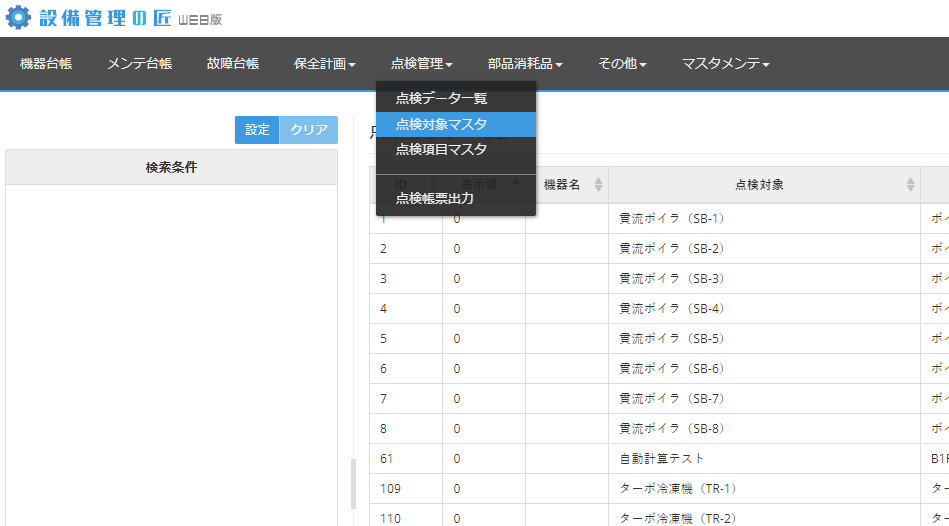 設備管理の匠 WEB版
機器台帳 メンテ台帳 故障台帳 保全計画 点検管理 部品消耗品 その他 マスタメンテ
点検データ一覧
点検対象マスタ
点検項目マスタ
点検帳票出力
設定 クリア
検索条件
ID 表示順 機器名 点検対象
1 0 貫流ボイラ（SB-1） ボイ
2 0 貫流ボイラ（SB-2） ボイ
3 0 貫流ボイラ（SB-3） ボイ
4 0 貫流ボイラ（SB-4） ボイ
5 0 貫流ボイラ（SB-5） ボイ
6 0 貫流ボイラ（SB-6） ボイ
7 0 貫流ボイラ（SB-7） ボイ
8 0 貫流ボイラ（SB-8） ボイ
61 0 自動計算テスト B1F
109 0 ターボ冷凍機（TR-1） ター
110 0 ターボ冷凍機（TR-2） ター